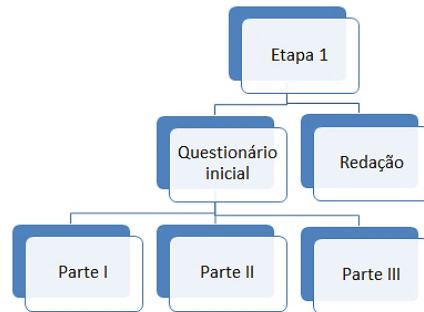 Etapa 1
Questionário
inicial
Redação
Parte I
Parte II
Parte III